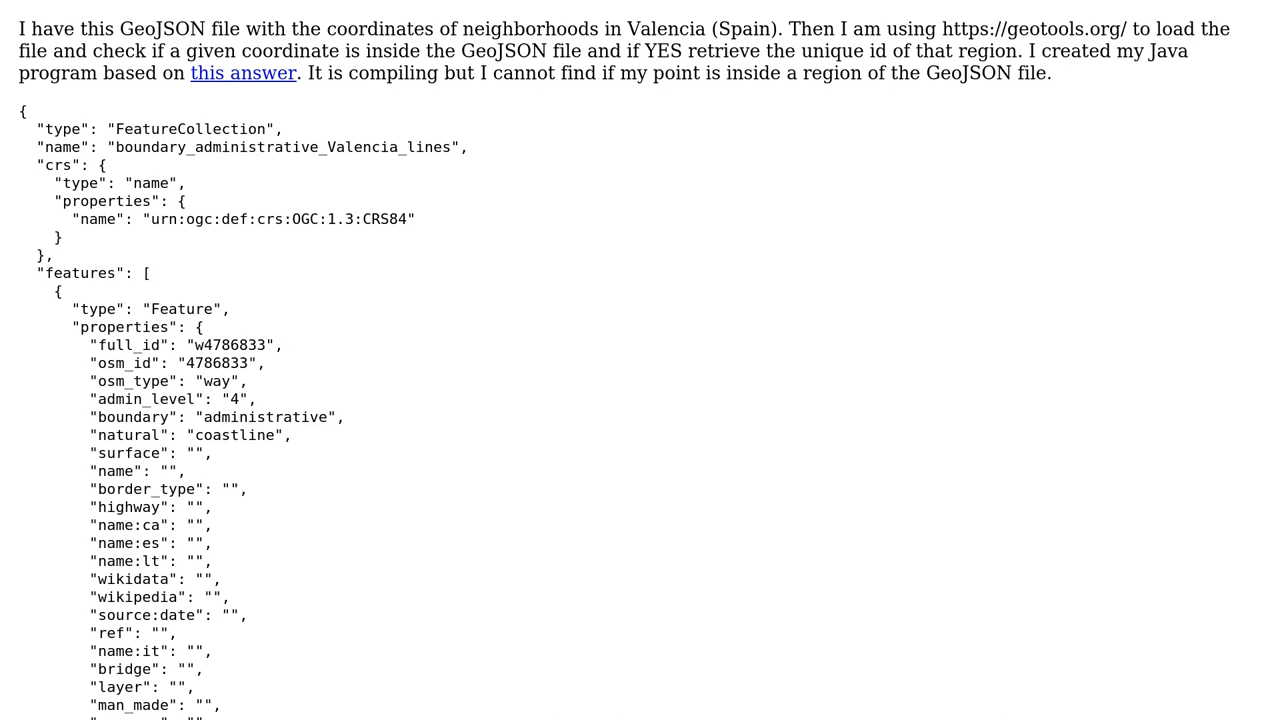 I have this GeoJSON file with the coordinates of neighborhoods in Valencia (Spain). Then I am using https://geotools.org/ to load the
file and check if a given coordinate is inside the GeoJSON file and if YES retrieve the unique id of that region. I created my Java
program based on this answer. It is compiling but I cannot find if my point is inside a region of the GeoJSON file.
{
  "type": "FeatureCollection",
  "name": "boundary_administrative_Valencia_lines",
  "crs": {
    "type": "name",
    "properties": {
      "name": "urn:ogc:def:crs:OGC:1.3:CRS84"
    }
  },
  "features": [
    {
      "type": "Feature",
      "properties": {
        "full_id": "w4786833",
        "osm_id": "4786833",
        "osm_type": "way",
        "admin_level": "4",
        "boundary": "administrative",
        "natural": "coastline",
        "surface": "",
        "name": "",
        "border_type": "",
        "highway": "",
        "name:ca": "",
        "name:es": "",
        "name:lt": "",
        "wikidata": "",
        "wikipedia": "",
        "source:date": "",
        "ref": "",
        "name:it": "",
        "bridge": "",
        "layer": "",
        "man_made": "",